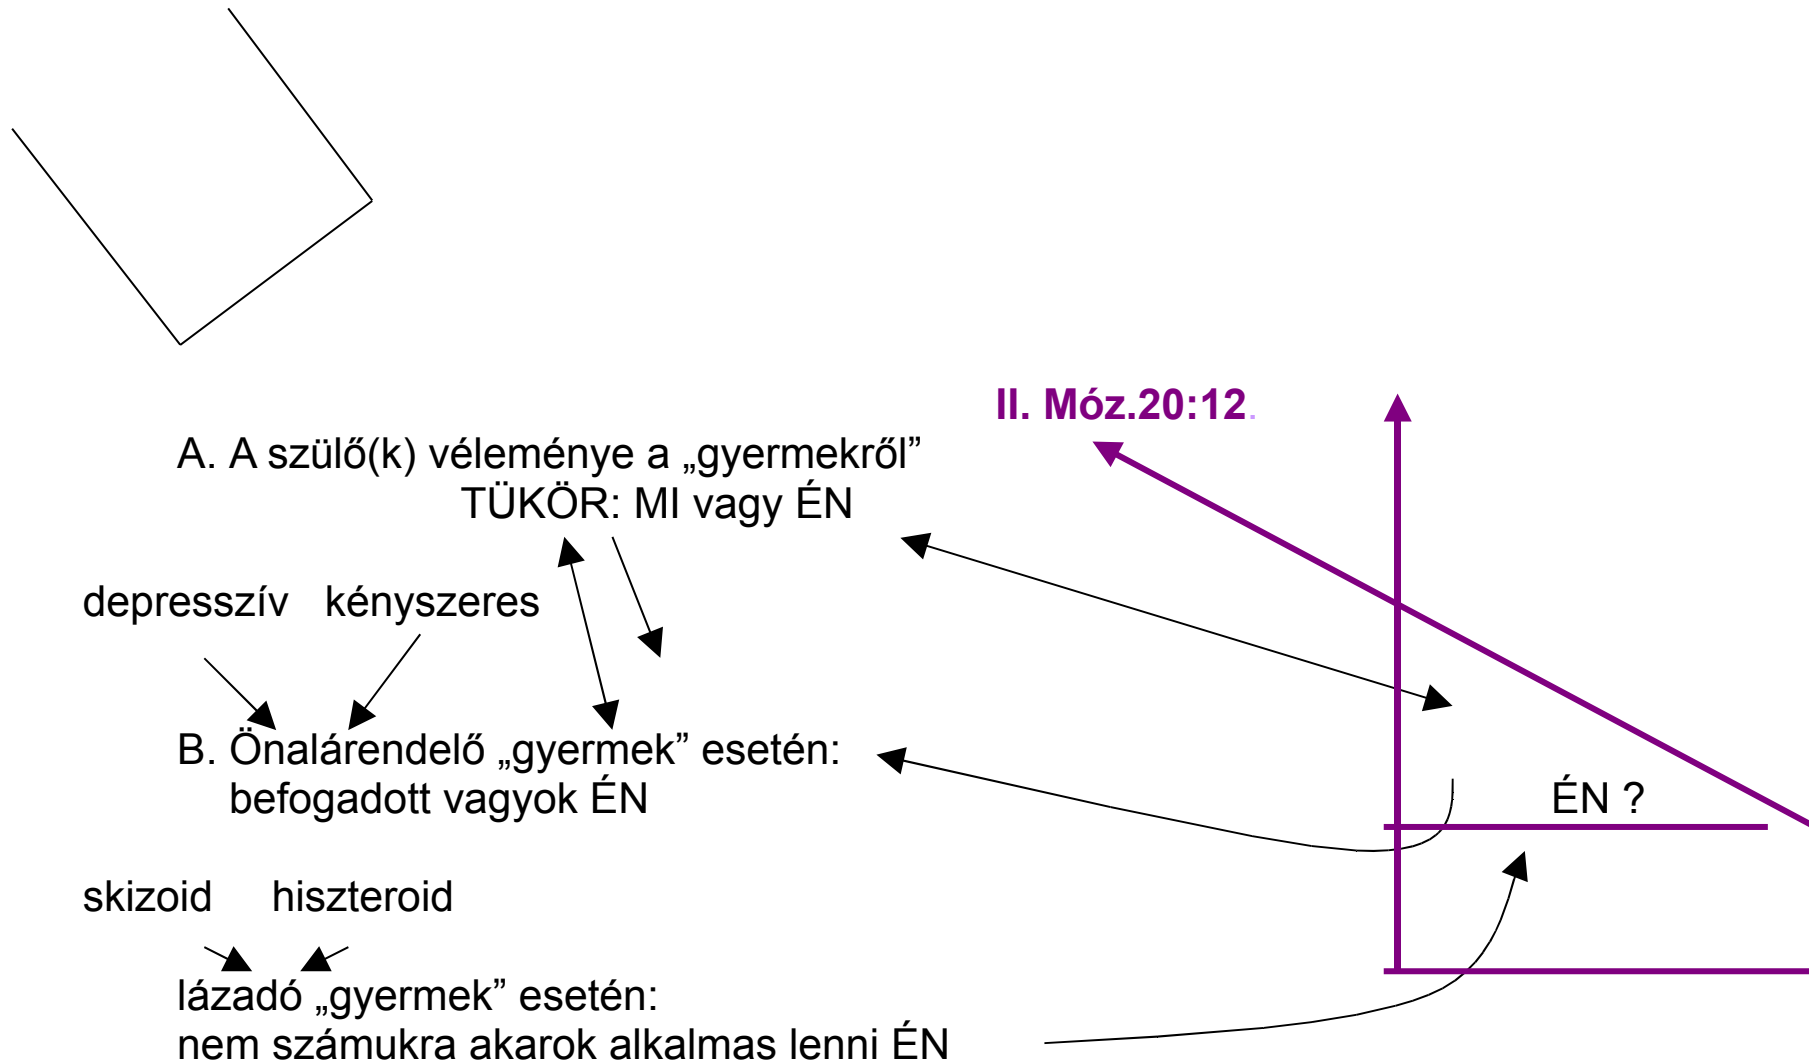 II. Móz.20:12.
A. A szülő(k) véleménye a „gyermekről”
TÜKÖR: MI vagy ÉN
depresszív kényszeres
B. Önalárendelő „gyermek” esetén:
befogadott vagyok ÉN
ÉN ?
skizoid hiszteroid
lázadó „gyermek” esetén:
nem számukra akarok alkalmas lenni ÉN